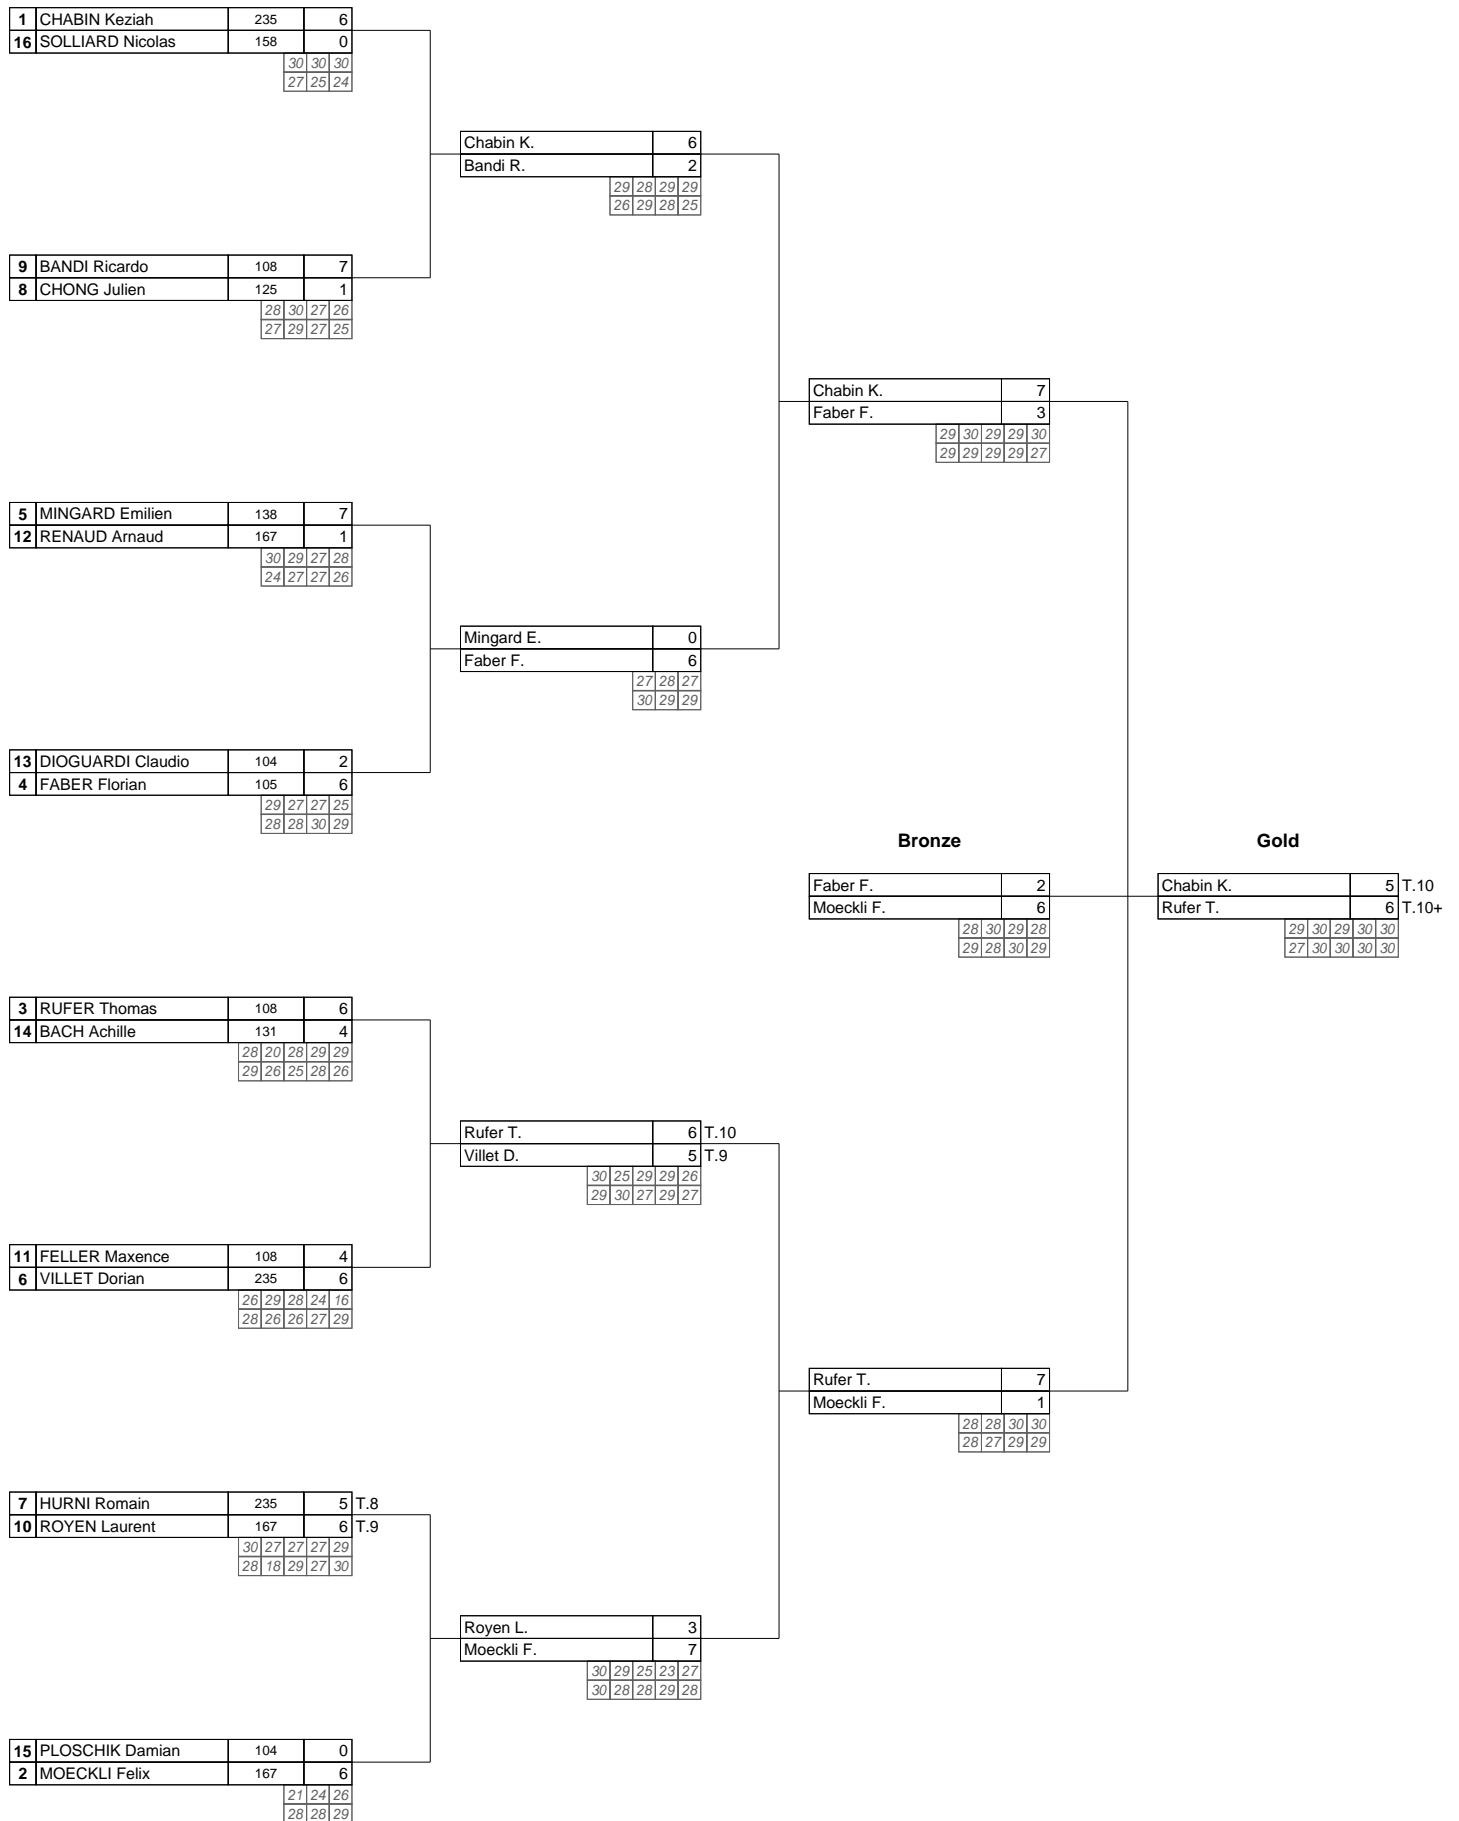 1 CHABIN Keziah 235 6
16 SOLLIARD Nicolas 158 0
30 30 30
27 25 24
Chabin K. 6
Bandi R. 2
29 28 29 29
26 29 28 25
9 BANDI Ricardo 108 7
8 CHONG Julien 125 1
28 30 27 26
27 29 27 25
Chabin K. 7
Faber F. 3
29 30 29 29 30
29 29 29 29 27
5 MINGARD Emilien 138 7
12 RENAUD Arnaud 167 1
30 29 27 28
24 27 27 26
Mingard E. 0
Faber F. 6
27 28 27
30 29 29
13 DIOGUARDI Claudio 104 2
4 FABER Florian 105 6
29 27 27 25
28 28 30 29
Bronze Gold
Faber F. 2
Moeckli F. 6
28 30 29 28
29 28 30 29
Chabin K. 5 T.10
Rufer T. 6 T.10+
29 30 29 30 30
27 30 30 30 30
3 RUFER Thomas 108 6
14 BACH Achille 131 4
28 20 28 29 29
29 26 25 28 26
Rufer T. 6 T.10
Villet D. 5 T.9
30 25 29 29 26
29 30 27 29 27
11 FELLER Maxence 108 4
6 VILLET Dorian 235 6
26 29 28 24 16
28 26 26 27 29
Rufer T. 7
Moeckli F. 1
28 28 30 30
28 27 29 29
7 HURNI Romain 235 5 T.8
10 ROYEN Laurent 167 6 T.9
30 27 27 27 29
28 18 29 27 30
Royen L. 3
Moeckli F. 7
30 29 25 23 27
30 28 28 29 28
15 PLOSCHIK Damian 104 0
2 MOECKLI Felix 167 6
21 24 26
28 28 29